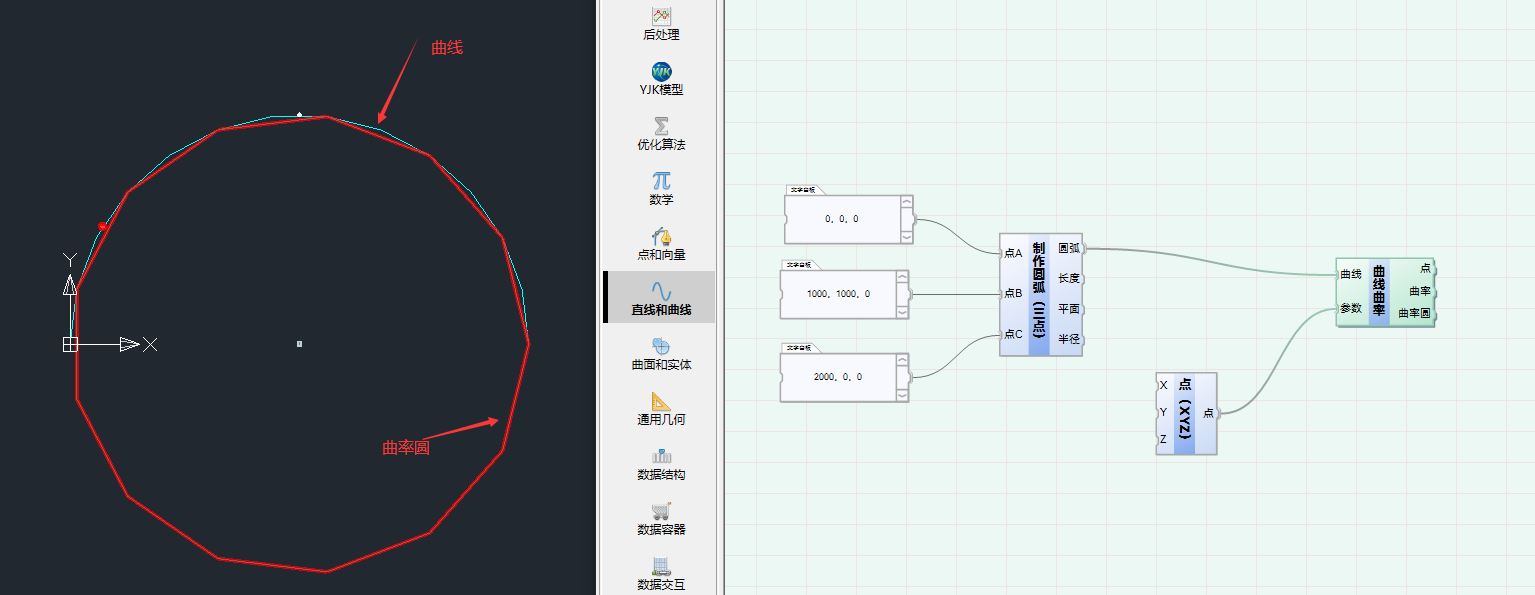 曲线
曲率圆
Y
X
后处理
YJK
YJK模型
优化算法
数学
点和向量
直线和曲线
曲面和实体
通用几何
数据结构
数据容器
数据交互
文字面板
0, 0, 0
文字面板
1000, 1000, 0
文字面板
2000, 0, 0
点A
点B
点C
制作圆弧（三点）
圆弧
长度
平面
半径
X
Y
Z
点（XYZ）
点
曲线
参数
曲线曲率
点
曲率
曲率圆